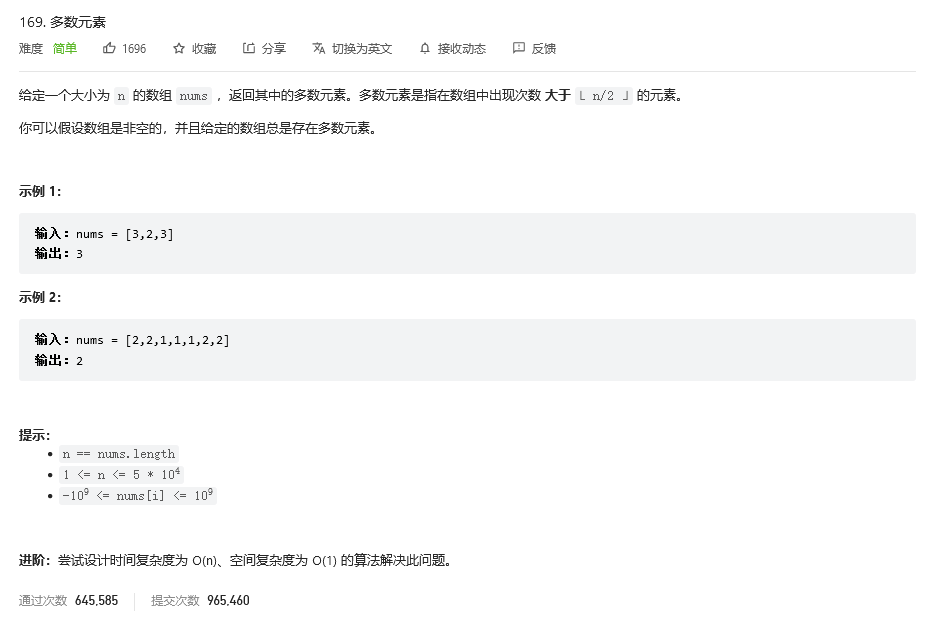 169. 多数元素
难度 简单 1696 收藏 分享 切换为英文 接收动态 反馈
给定一个大小为 n 的数组 nums ，返回其中的多数元素。多数元素是指在数组中出现次数 大于 ⌊ n/2 ⌋ 的元素。
你可以假设数组是非空的，并且给定的数组总是存在多数元素。
示例 1：
输入：nums = [3,2,3]
输出：3
示例 2：
输入：nums = [2,2,1,1,1,2,2]
输出：2
提示：
• n == nums.length
• 1 <= n <= 5 * 10⁴
• -10⁹ <= nums[i] <= 10⁹
进阶：尝试设计时间复杂度为 O(n)、空间复杂度为 O(1) 的算法解决此问题。
通过次数 645,585 提交次数 965,460